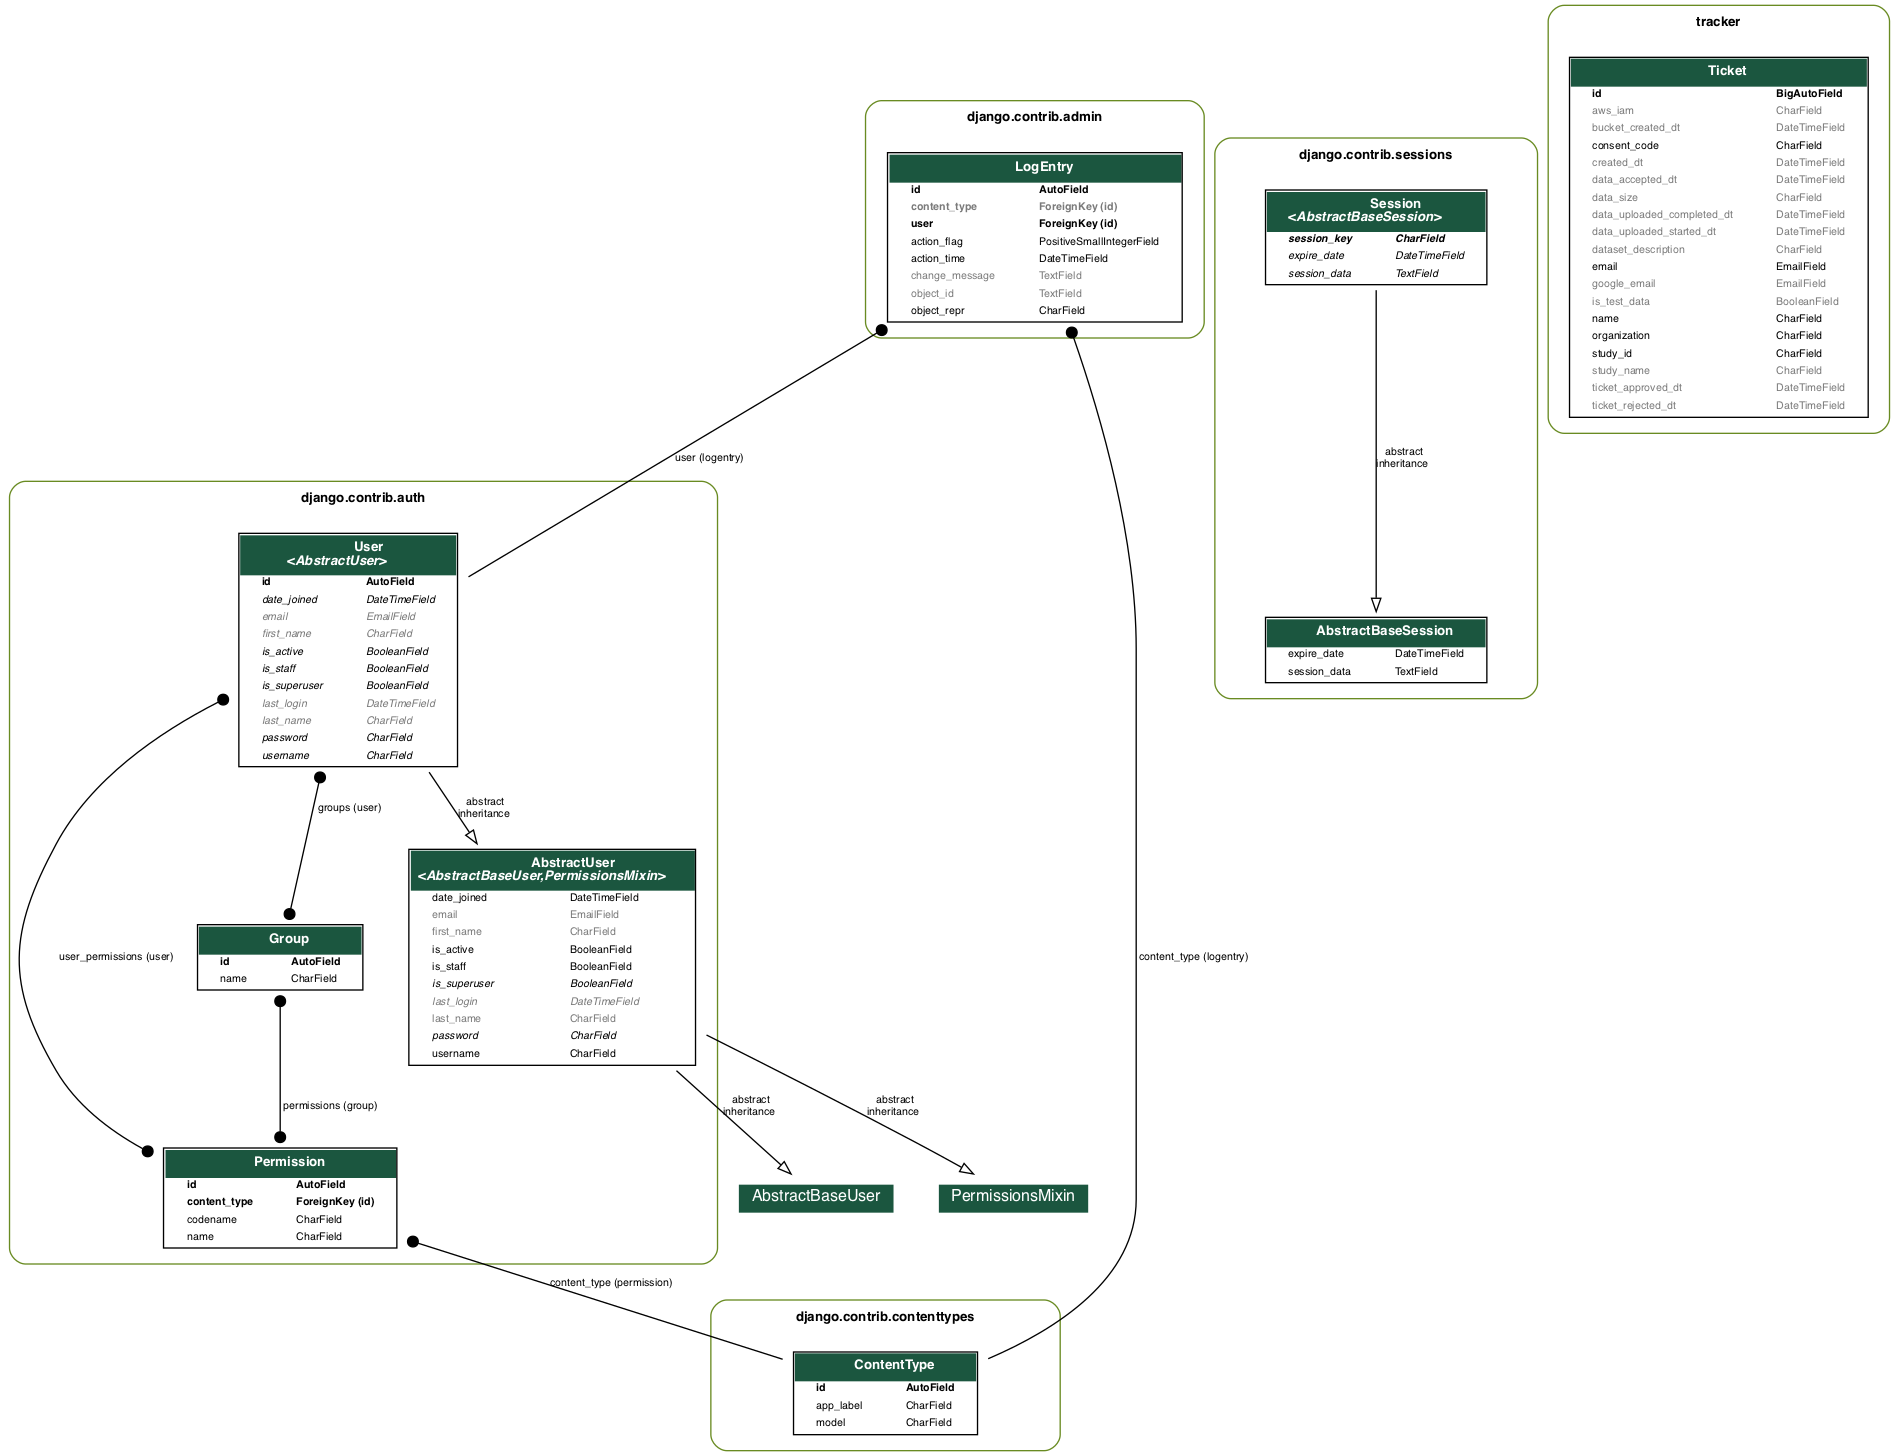 tracker
Ticket
id BigAutoField
aws_iam CharField
bucket_created_dt DateTimeField
consent_code CharField
created_dt DateTimeField
data_accepted_dt DateTimeField
data_size CharField
data_uploaded_completed_dt DateTimeField
data_uploaded_started_dt DateTimeField
dataset_description CharField
email EmailField
google_email EmailField
is_test_data BooleanField
name CharField
organization CharField
study_id CharField
study_name CharField
ticket_approved_dt DateTimeField
ticket_rejected_dt DateTimeField
django.contrib.admin
LogEntry
id AutoField
content_type ForeignKey (id)
user ForeignKey (id)
action_flag PositiveSmallIntegerField
action_time DateTimeField
change_message TextField
object_id TextField
object_repr CharField
django.contrib.sessions
Session
<AbstractBaseSession>
session_key CharField
expire_date DateTimeField
session_data TextField
abstract
inheritance
AbstractBaseSession
expire_date DateTimeField
session_data TextField
user (logentry)
django.contrib.auth
User
<AbstractUser>
id AutoField
date_joined DateTimeField
email EmailField
first_name CharField
is_active BooleanField
is_staff BooleanField
is_superuser BooleanField
last_login DateTimeField
last_name CharField
password CharField
username CharField
groups (user)
abstract
inheritance
AbstractUser
<AbstractBaseUser,PermissionsMixin>
date_joined DateTimeField
email EmailField
first_name CharField
is_active BooleanField
is_staff BooleanField
is_superuser BooleanField
last_login DateTimeField
last_name CharField
password CharField
username CharField
Group
id AutoField
name CharField
user_permissions (user)
content_type (logentry)
permissions (group)
abstract
inheritance
abstract
inheritance
Permission
id AutoField
content_type ForeignKey (id)
codename CharField
name CharField
AbstractBaseUser
PermissionsMixin
content_type (permission)
django.contrib.contenttypes
ContentType
id AutoField
app_label CharField
model CharField